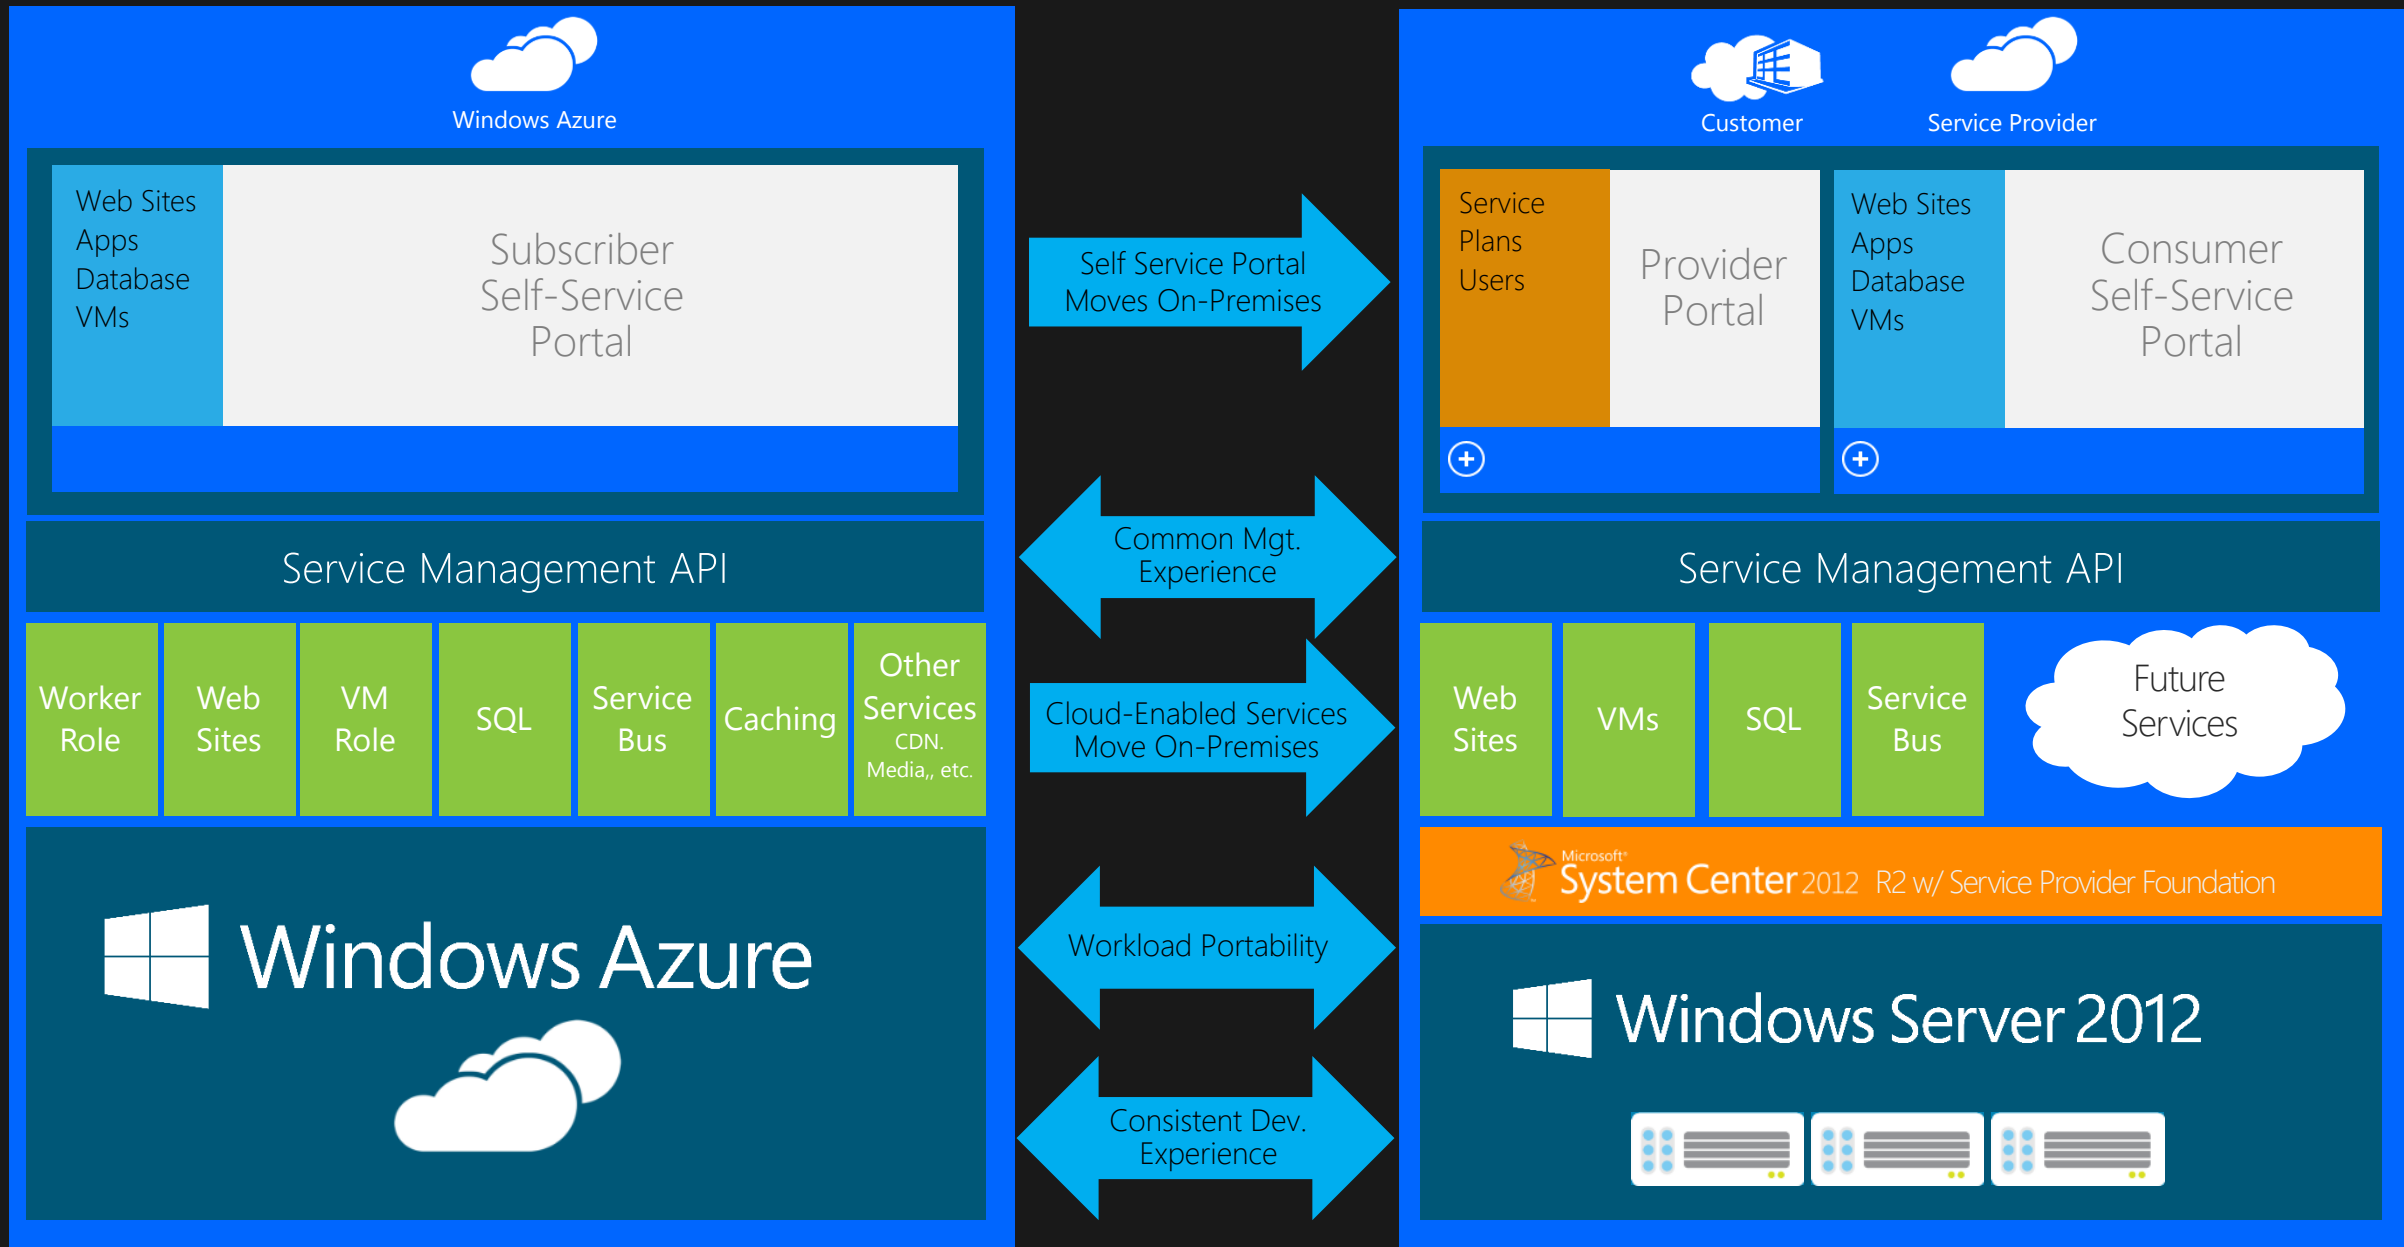 Windows Azure
Web Sites
Apps
Database
VMs
Subscriber
Self-Service
Portal
Service Management API
Worker
Role
Web
Sites
VM
Role
SQL
Service
Bus
Caching
Other
Services
CDN.
Media,, etc.
Windows Azure
Self Service Portal
Moves On-Premises
Common Mgt.
Experience
Cloud-Enabled Services
Move On-Premises
Workload Portability
Consistent Dev.
Experience
Customer
Service Provider
Service
Plans
Users
Provider
Portal
Web Sites
Apps
Database
VMs
Consumer
Self-Service
Portal
Service Management API
Web
Sites
VMs
SQL
Service
Bus
Future
Services
Microsoft®
System Center 2012 R2 w/ Service Provider Foundation
Windows Server 2012